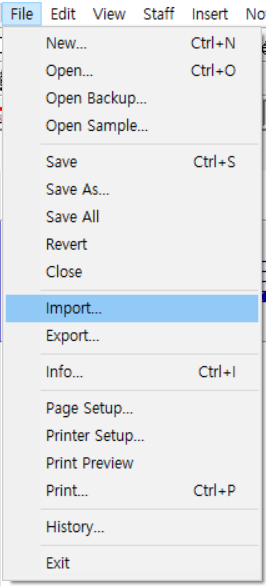 File Edit View Staff Insert
New... Ctrl+N
Open... Ctrl+O
Open Backup...
Open Sample...
Save Ctrl+S
Save As...
Save All
Revert
Close
Import...
Export...
Info... Ctrl+I
Page Setup...
Printer Setup...
Print Preview
Print... Ctrl+P
History...
Exit